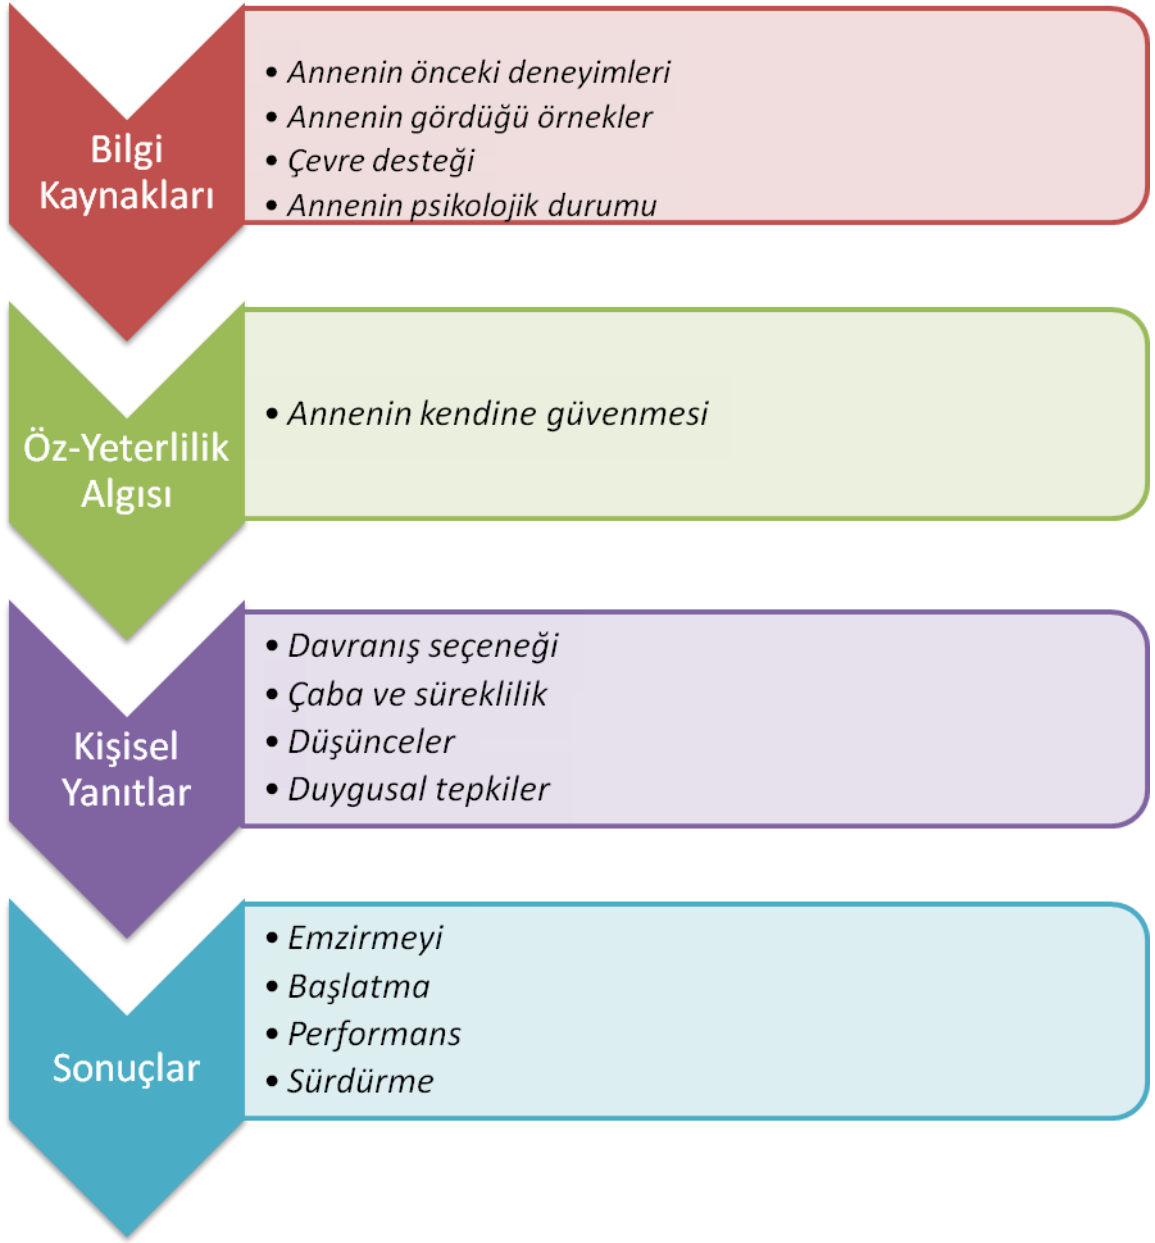 Bilgi
Kaynakları
• Annenin önceki deneyimleri
• Annenin gördüğü örnekler
• Çevre desteği
• Annenin psikolojik durumu
Öz-Yeterlilik
Algısı
• Annenin kendine güvenmesi
Kişisel
Yanıtlar
• Davranış seçeneği
• Çaba ve süreklilik
• Düşünceler
• Duygusal tepkiler
Sonuçlar
• Emzirmeyi
• Başlatma
• Performans
• Sürdürme